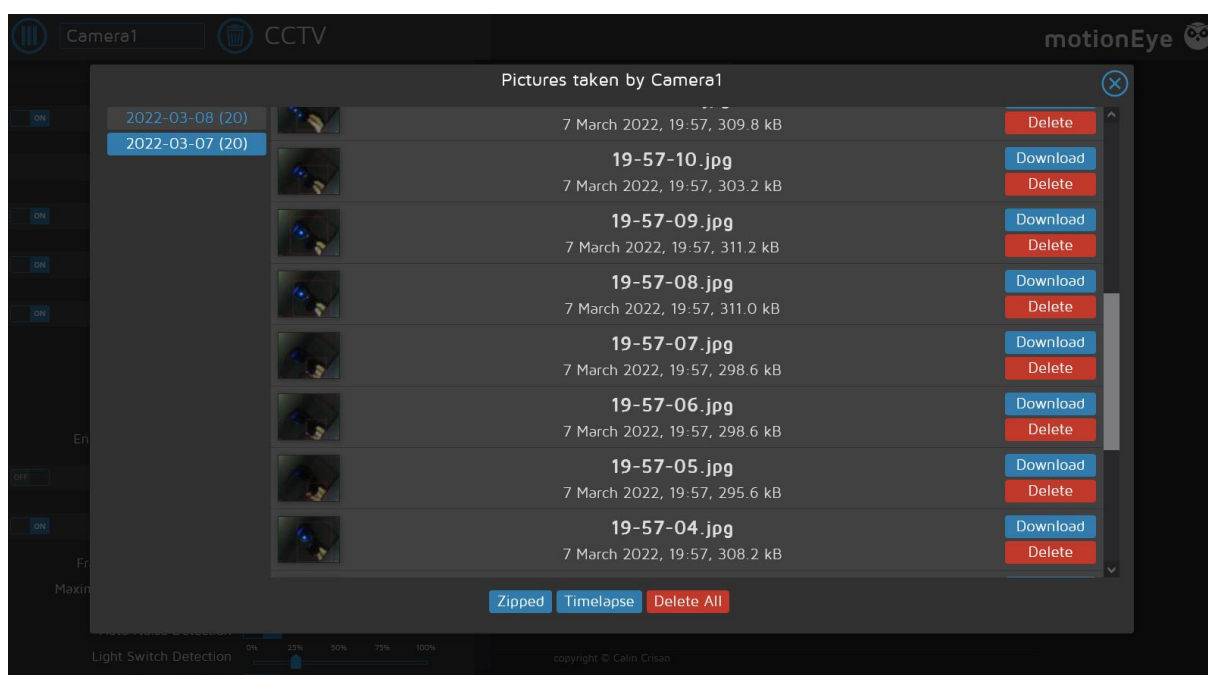 Camera1
CCTV
motionEye
Pictures taken by Camera1
2022-03-08 (20)
2022-03-07 (20)
7 March 2022, 19:57, 309.8 kB
Delete
19-57-10.jpg
Download
7 March 2022, 19:57, 303.2 kB
Delete
19-57-09.jpg
Download
7 March 2022, 19:57, 311.2 kB
Delete
19-57-08.jpg
Download
7 March 2022, 19:57, 311.0 kB
Delete
19-57-07.jpg
Download
7 March 2022, 19:57, 298.6 kB
Delete
19-57-06.jpg
Download
7 March 2022, 19:57, 298.6 kB
Delete
19-57-05.jpg
Download
7 March 2022, 19:57, 295.6 kB
Delete
19-57-04.jpg
Download
7 March 2022, 19:57, 308.2 kB
Delete
Zipped
Timelapse
Delete All
ON
ON
ON
ON
En
OFF
ON
Fr
Maxim
Auto Noise Detection
Light Switch Detection
0% 25% 50% 75% 100%
copyright © Calin Crisan